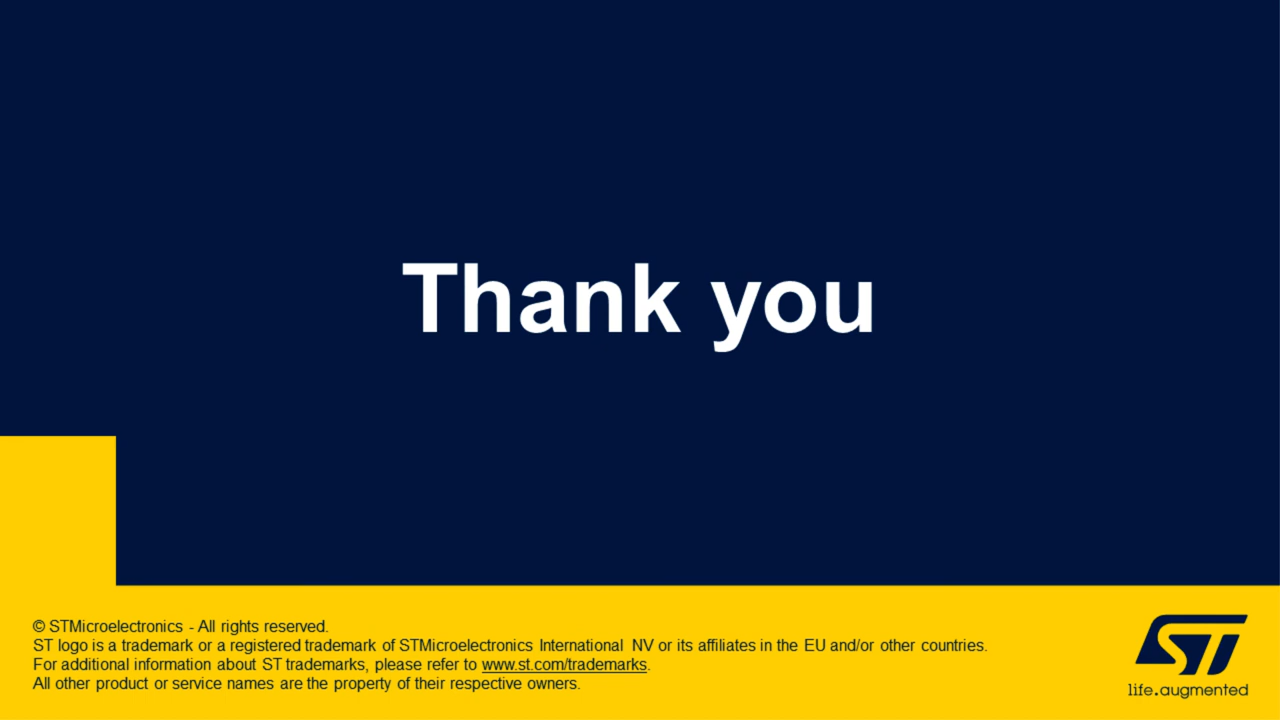 Thank you
© STMicroelectronics - All rights reserved.
ST logo is a trademark or a registered trademark of STMicroelectronics International NV or its affiliates in the EU and/or other countries.
For additional information about ST trademarks, please refer to www.st.com/trademarks.
All other product or service names are the property of their respective owners.
ST
life.augmented